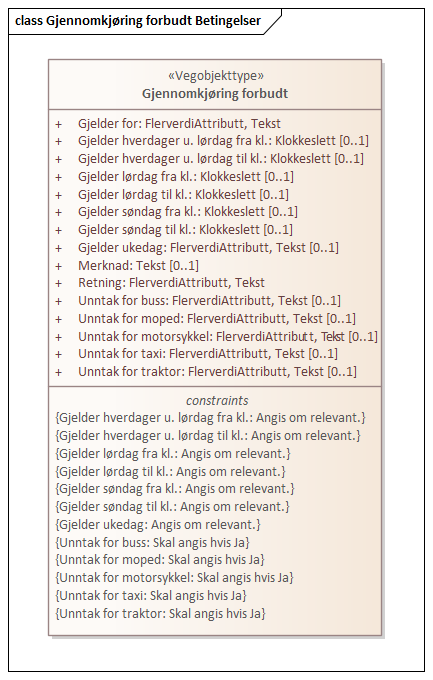 class Gjennomkjøring forbudt Betingelser
«Vegobjekttype»
Gjennomkjøring forbudt
+ Gjelder for: FlerverdiAttributt, Tekst
+ Gjelder hverdager u. lørdag fra kl.: Klokkeslett [0..1]
+ Gjelder hverdager u. lørdag til kl.: Klokkeslett [0..1]
+ Gjelder lørdag fra kl.: Klokkeslett [0..1]
+ Gjelder lørdag til kl.: Klokkeslett [0..1]
+ Gjelder søndag fra kl.: Klokkeslett [0..1]
+ Gjelder søndag til kl.: Klokkeslett [0..1]
+ Gjelder ukedag: FlerverdiAttributt, Tekst [0..1]
+ Merknad: Tekst [0..1]
+ Retning: FlerverdiAttributt, Tekst
+ Unntak for buss: FlerverdiAttributt, Tekst [0..1]
+ Unntak for moped: FlerverdiAttributt, Tekst [0..1]
+ Unntak for motorsykkel: FlerverdiAttributt, Tekst [0..1]
+ Unntak for taxi: FlerverdiAttributt, Tekst [0..1]
+ Unntak for traktor: FlerverdiAttributt, Tekst [0..1]
constraints
{Gjelder hverdager u. lørdag fra kl.: Angis om relevant.}
{Gjelder hverdager u. lørdag til kl.: Angis om relevant.}
{Gjelder lørdag fra kl.: Angis om relevant.}
{Gjelder lørdag til kl.: Angis om relevant.}
{Gjelder søndag fra kl.: Angis om relevant.}
{Gjelder søndag til kl.: Angis om relevant.}
{Gjelder ukedag: Angis om relevant.}
{Unntak for buss: Skal angis hvis Ja}
{Unntak for moped: Skal angis hvis Ja}
{Unntak for motorsykkel: Skal angis hvis Ja}
{Unntak for taxi: Skal angis hvis Ja}
{Unntak for traktor: Skal angis hvis Ja}